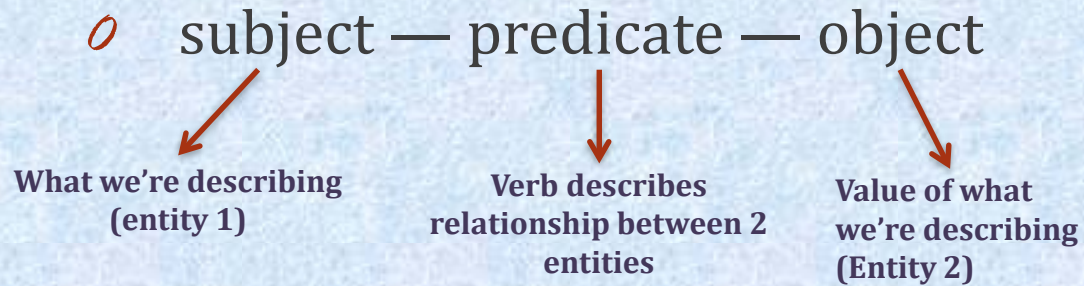 subject — predicate — object
What we're describing
(entity 1)
Verb describes
relationship between 2
entities
Value of what
we're describing
(Entity 2)